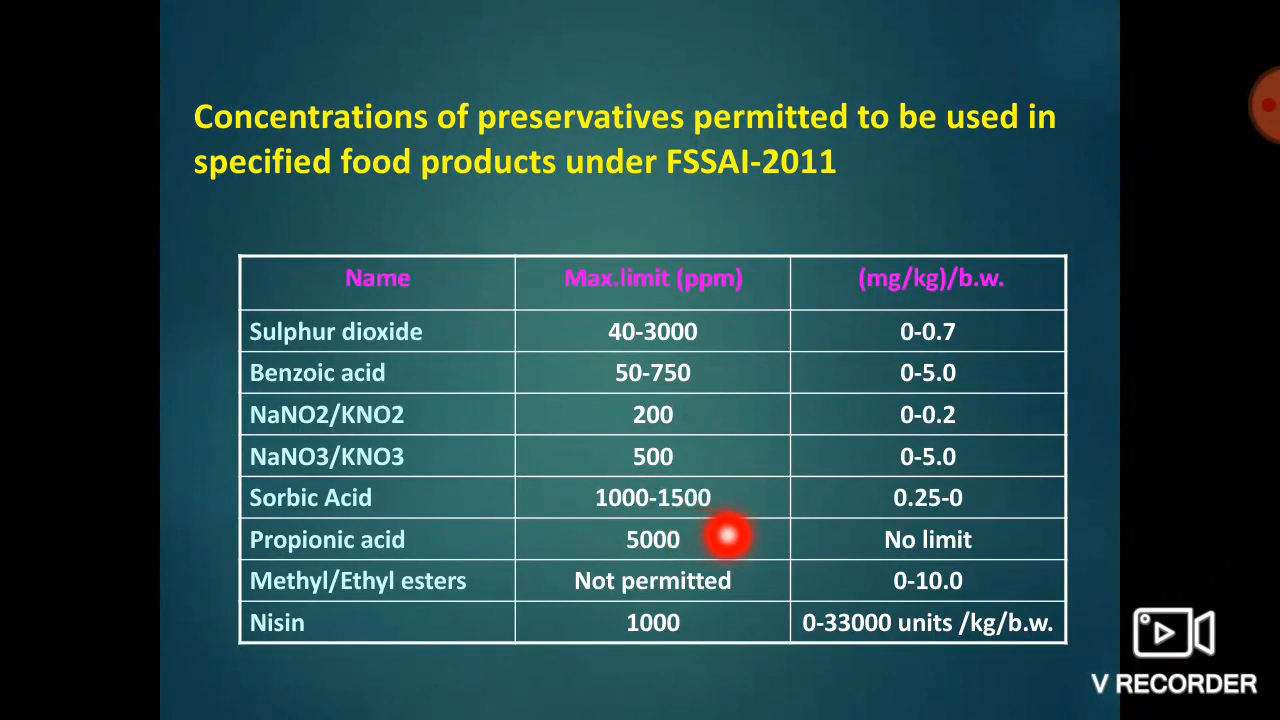 Concentrations of preservatives permitted to be used in
specified food products under FSSAI-2011
Name Max.limit (ppm) (mg/kg)/b.w.
Sulphur dioxide 40-3000 0-0.7
Benzoic acid 50-750 0-5.0
NaNO2/KNO2 200 0-0.2
NaNO3/KNO3 500 0-5.0
Sorbic Acid 1000-1500 0.25-0
Propionic acid 5000 No limit
Methyl/Ethyl esters Not permitted 0-10.0
Nisin 1000 0-33000 units /kg/b.w.
V RECORDER